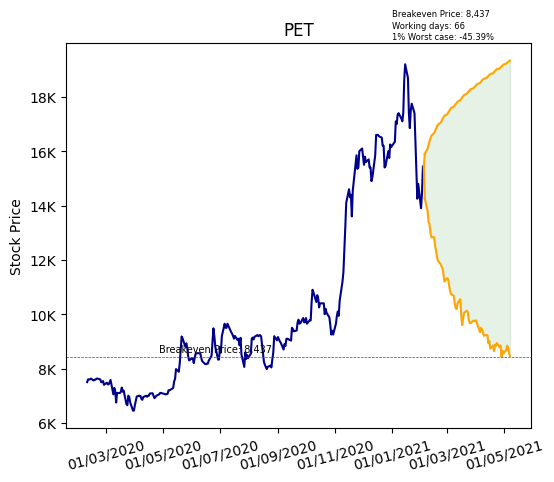 Breakeven Price: 8,437
Working days: 66
1% Worst case: -45.39%
PET
Stock Price
18K
16K
14K
12K
10K
8K
6K
Breakeven Price: 8,437
01/03/2020
01/05/2020
01/07/2020
01/09/2020
01/11/2020
01/01/2021
01/03/2021
01/05/2021